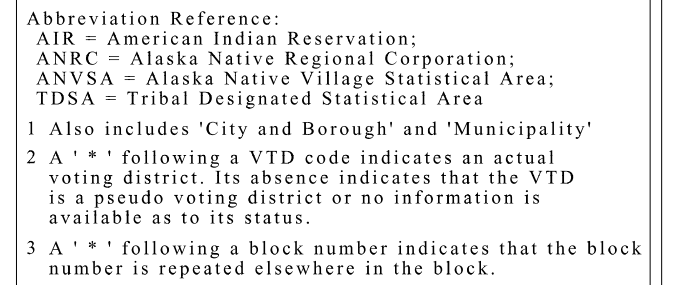 Abbreviation Reference:
AIR = American Indian Reservation;
ANRC = Alaska Native Regional Corporation;
ANVSA = Alaska Native Village Statistical Area;
TDSA = Tribal Designated Statistical Area
1 Also includes 'City and Borough' and 'Municipality'
2 A ' * ' following a VTD code indicates an actual
voting district. Its absence indicates that the VTD
is a pseudo voting district or no information is
available as to its status.
3 A ' * ' following a block number indicates that the block
number is repeated elsewhere in the block.